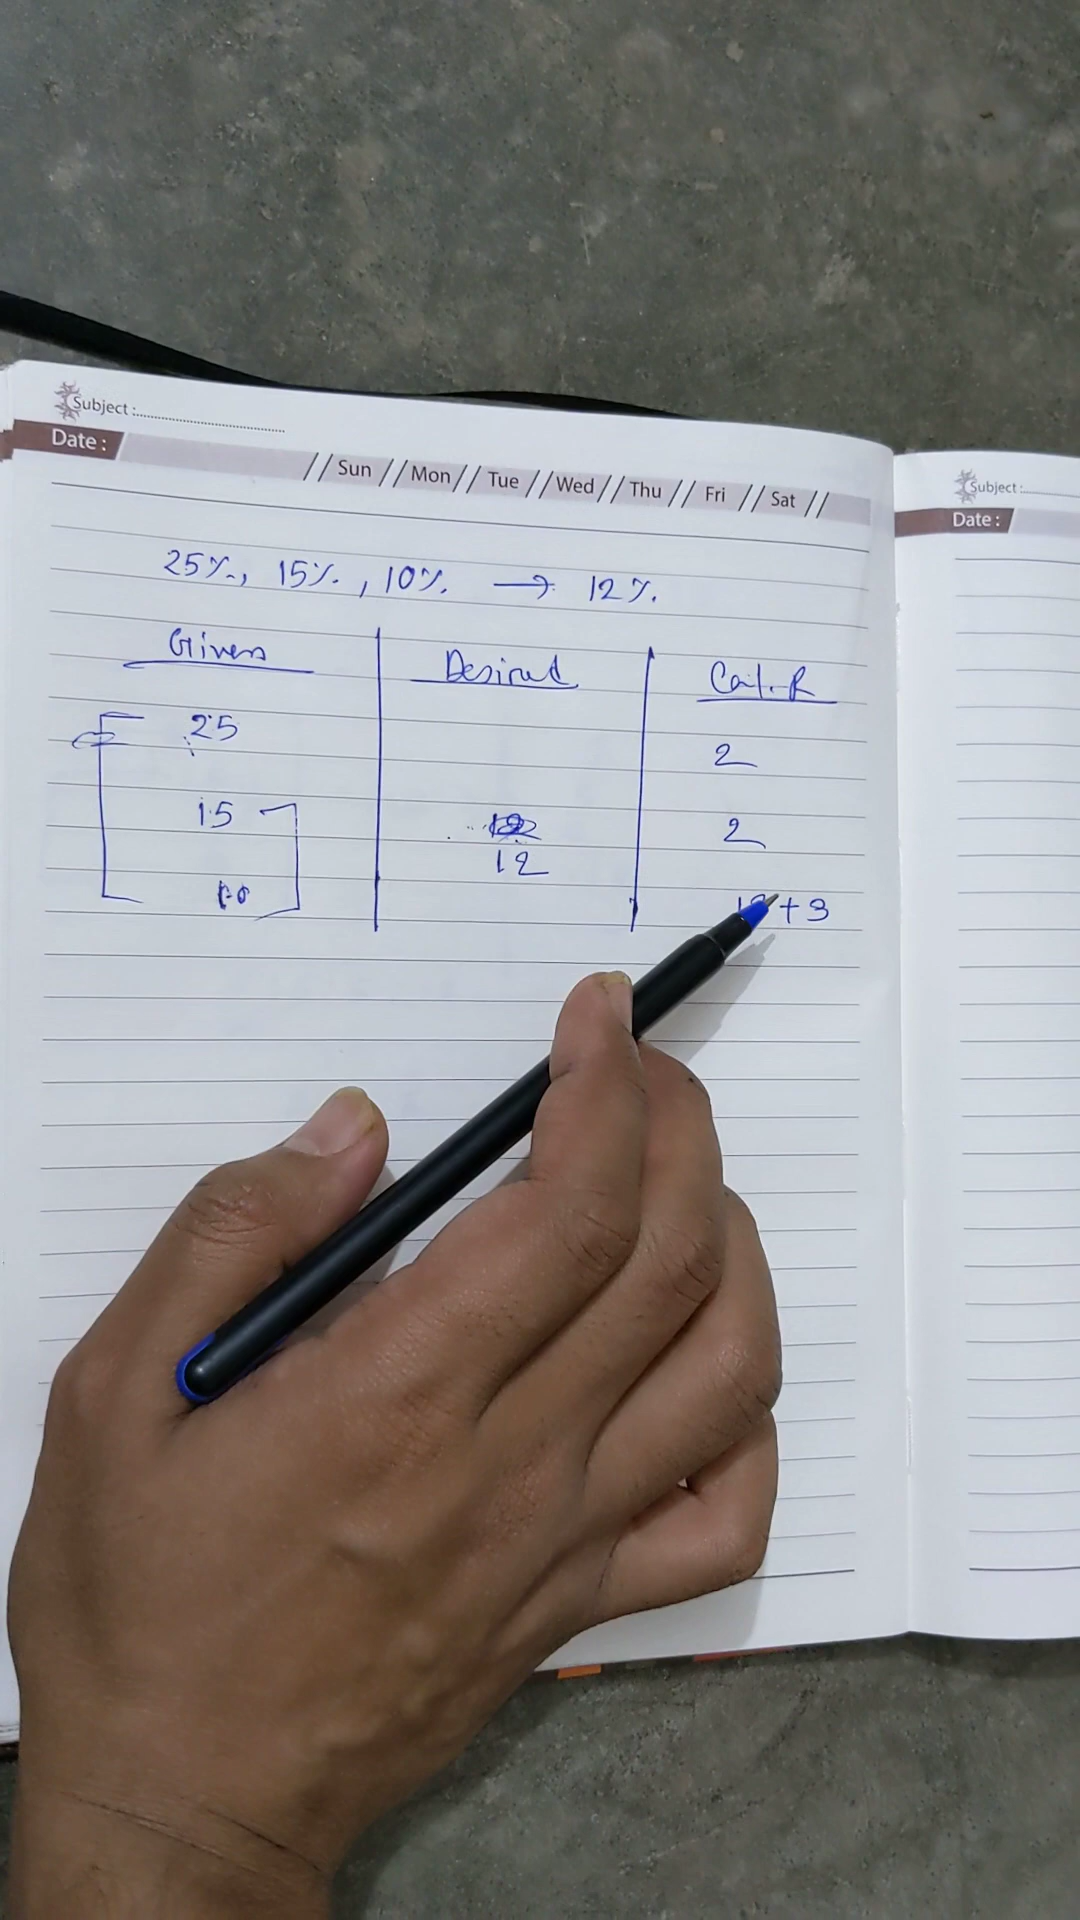 Subject :
Date :
// Sun // Mon // Tue // Wed // Thu // Fri // Sat //
Subject :
Date :
25%, 15%, 10% → 12%.
Given Desired Cal. R
25 2
15 2
12
10 + 3